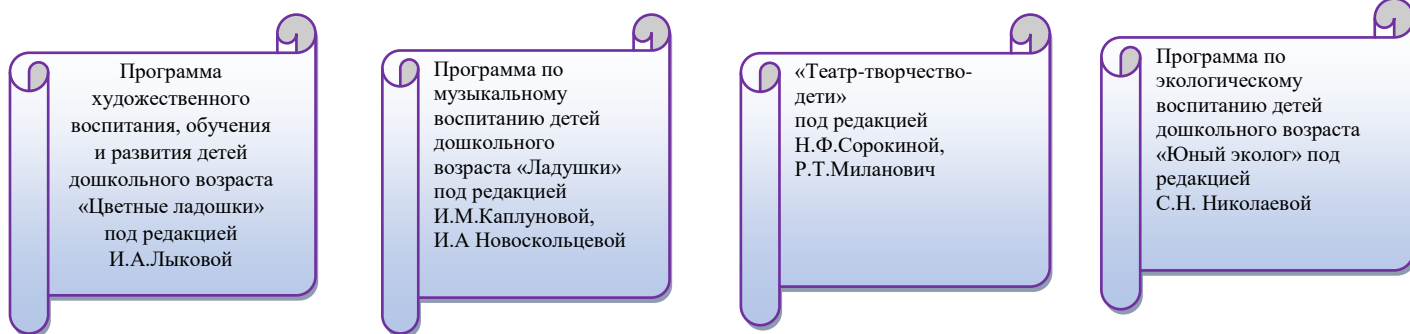 Программа
художественного
воспитания, обучения
и развития детей
дошкольного возраста
«Цветные ладошки»
под редакцией
И.А.Лыковой
Программа по
музыкальному
воспитанию детей
дошкольного
возраста «Ладушки»
под редакцией
И.М.Каплуновой,
И.А Новоскольцевой
«Театр-творчество-
дети»
под редакцией
Н.Ф.Сорокиной,
Р.Т.Миланович
Программа по
экологическому
воспитанию детей
дошкольного возраста
«Юный эколог» под
редакцией
С.Н. Николаевой